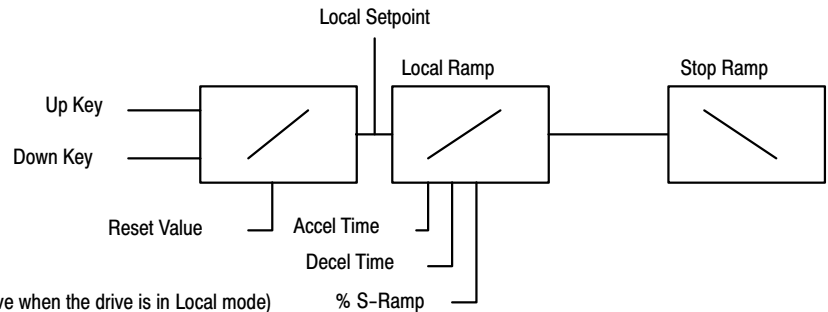 Local Setpoint
Local Ramp
Stop Ramp
Up Key
Down Key
Reset Value
Accel Time
Decel Time
% S-Ramp
when the drive is in Local mode)